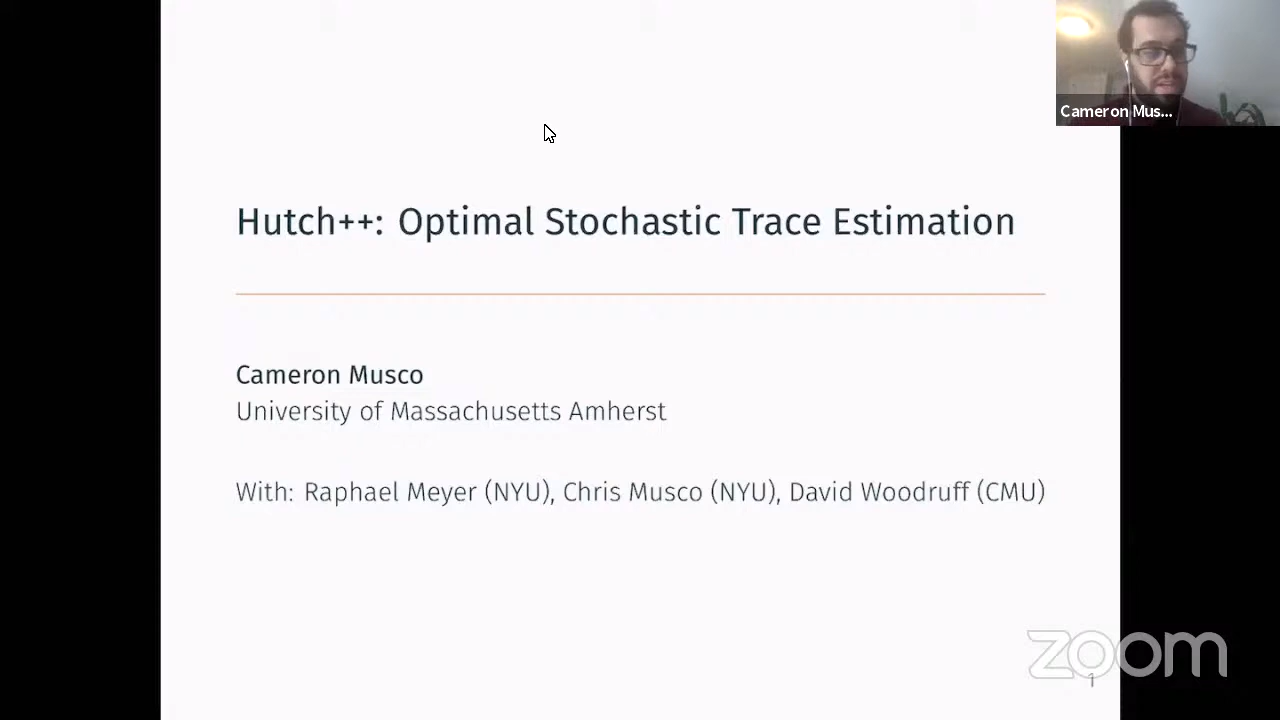 Cameron Mus...
Hutch++: Optimal Stochastic Trace Estimation
Cameron Musco
University of Massachusetts Amherst
With: Raphael Meyer (NYU), Chris Musco (NYU), David Woodruff (CMU)
zoom
1